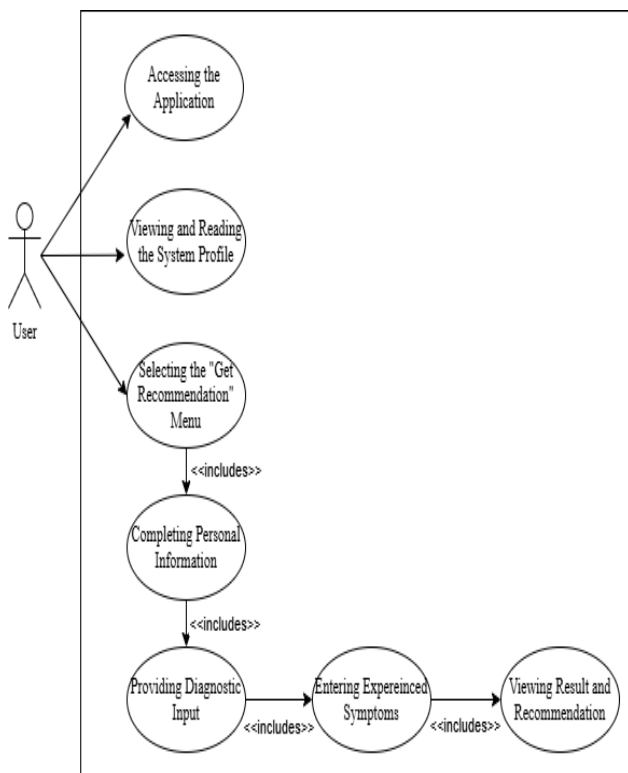 Accessing the
Application
Viewing and Reading
the System Profile
User
Selecting the "Get
Recommendation"
Menu
<<includes>>
Completing Personal
Information
<<includes>>
Providing Diagnostic
Input
<<includes>>
Entering Expereinced
Symptoms
<<includes>>
Viewing Result and
Recommendation